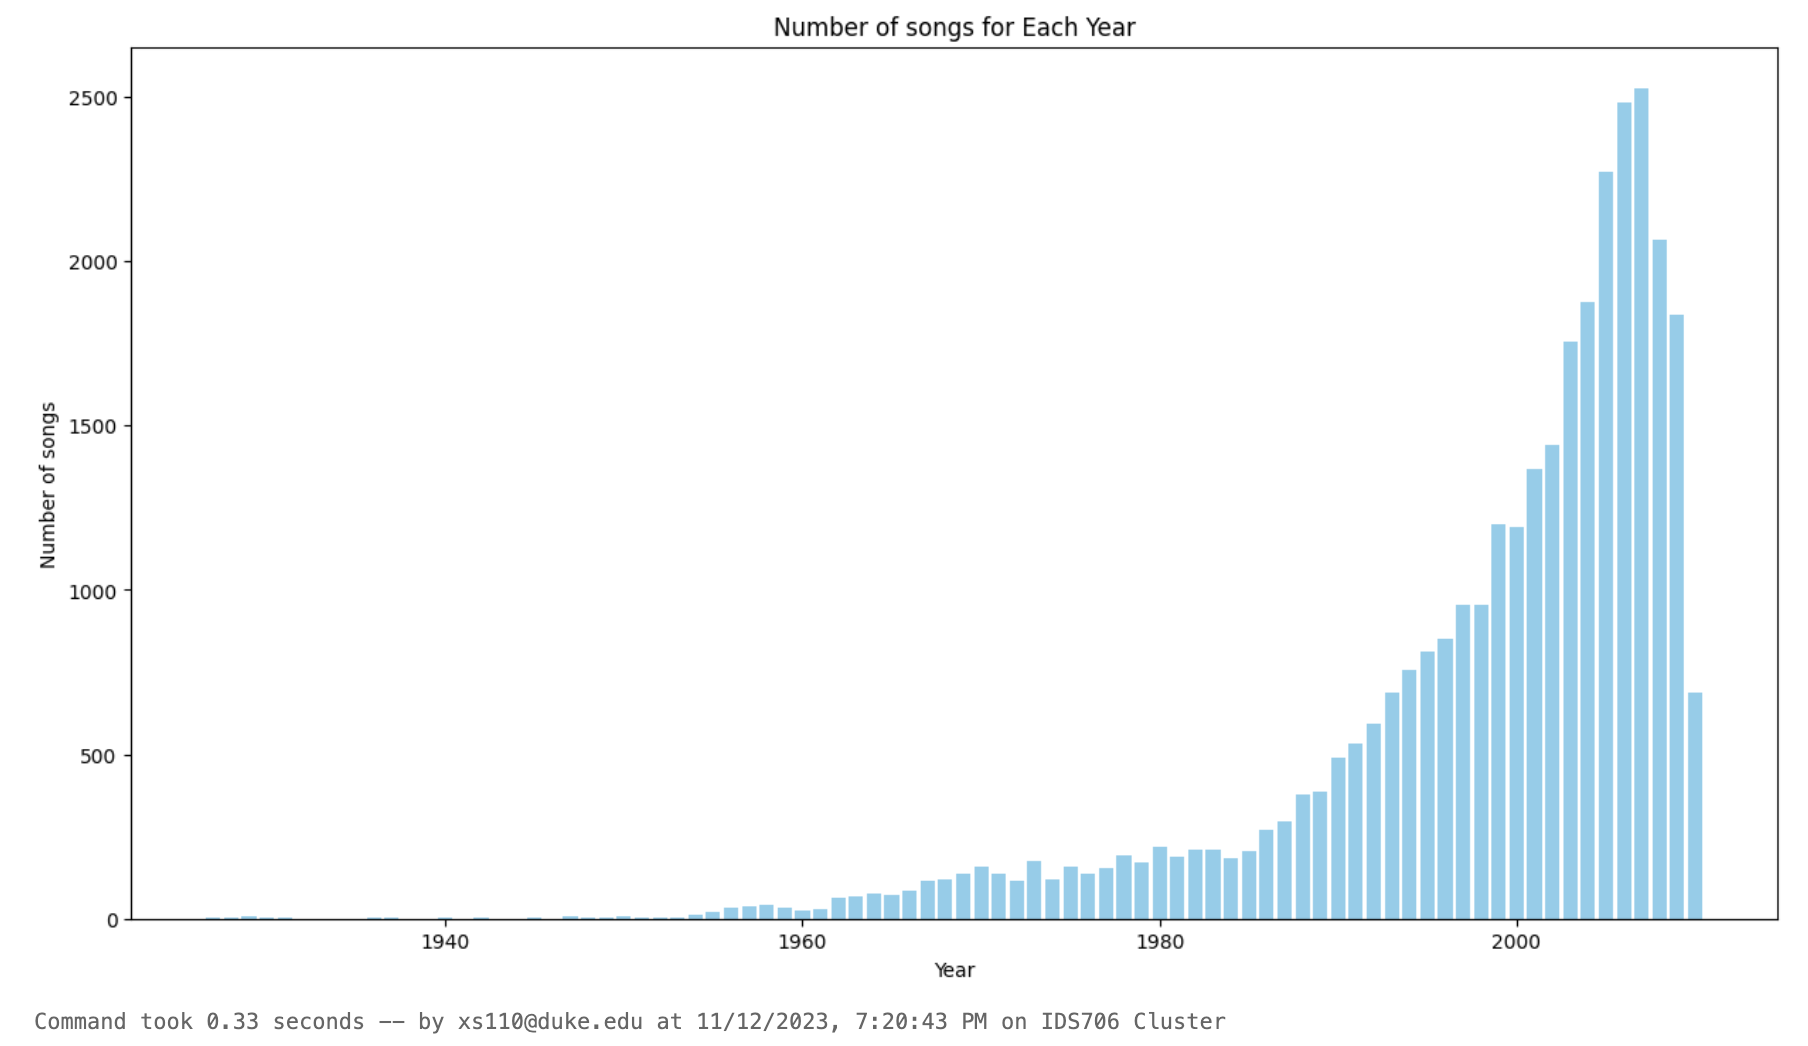 Number of songs for Each Year
2500
2000
1500
1000
500
0
Number of songs
1940 1960 1980 2000
Year
Command took 0.33 seconds -- by xs110@duke.edu at 11/12/2023, 7:20:43 PM on IDS706 Cluster